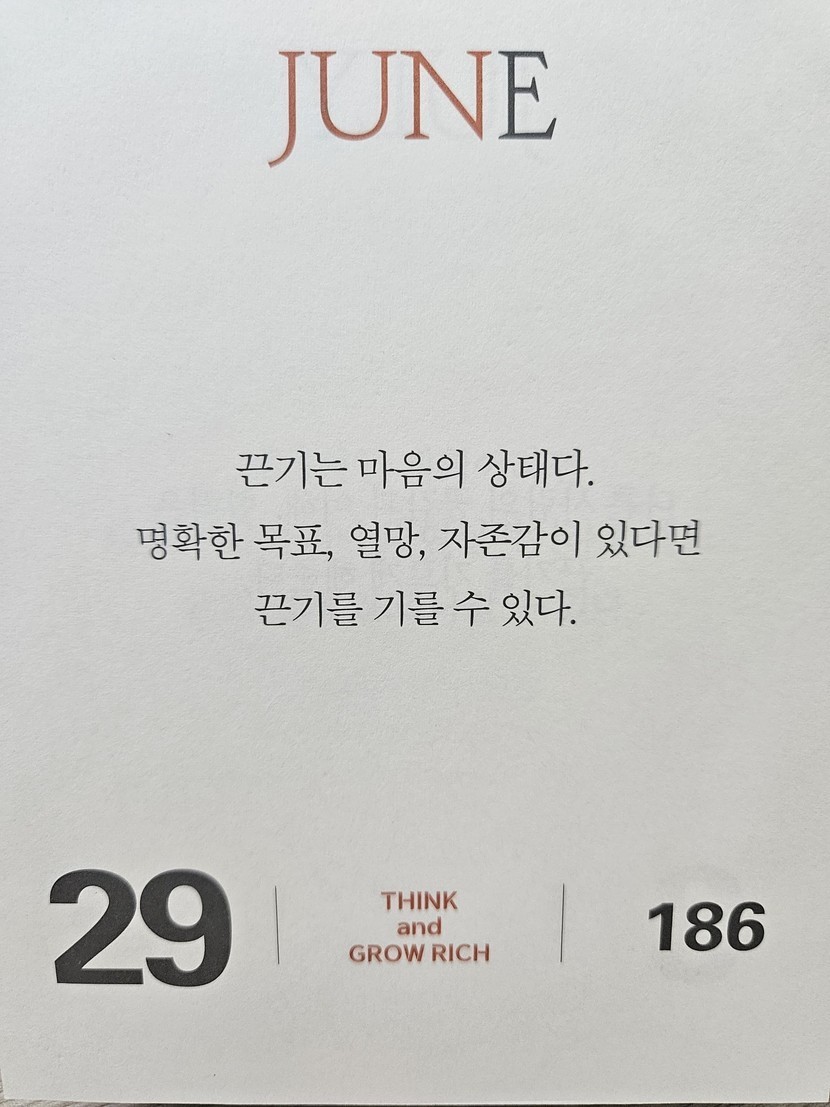 JUNE
끈기는 마음의 상태다.
명확한 목표, 열망, 자존감이 있다면
끈기를 기를 수 있다.
29
THINK
and
GROW RICH
186